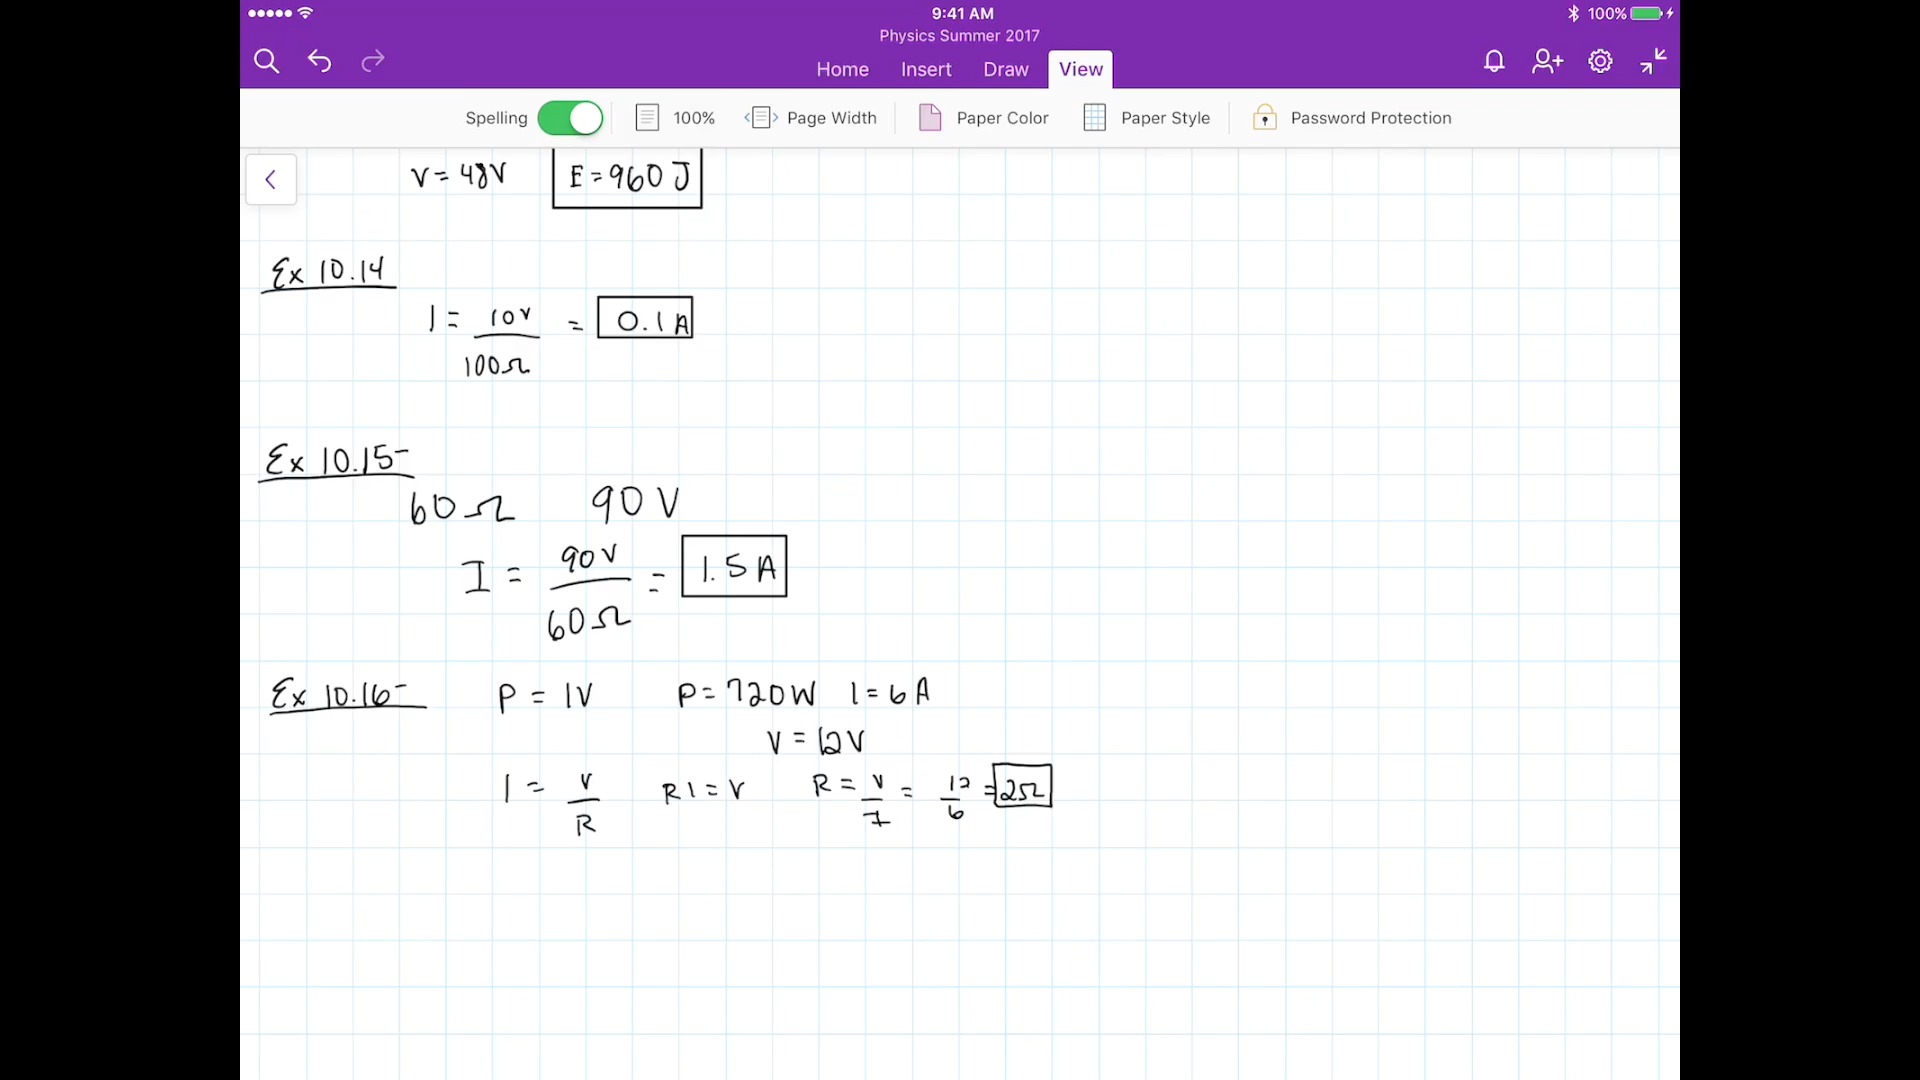 9:41 AM
100%
Physics Summer 2017
Home Insert Draw View
Spelling 100% Page Width Paper Color Paper Style Password Protection
V = 48V E = 960 J
Ex 10.14
I = 10V / 100Ω = 0.1 A
Ex 10.15
60Ω 90 V
I = 90V / 60Ω = 1.5 A
Ex 10.16 P = IV P = 720W I = 6 A
V = 12V
I = V / R RI = V R = V / I = 12 / 6 = 2Ω